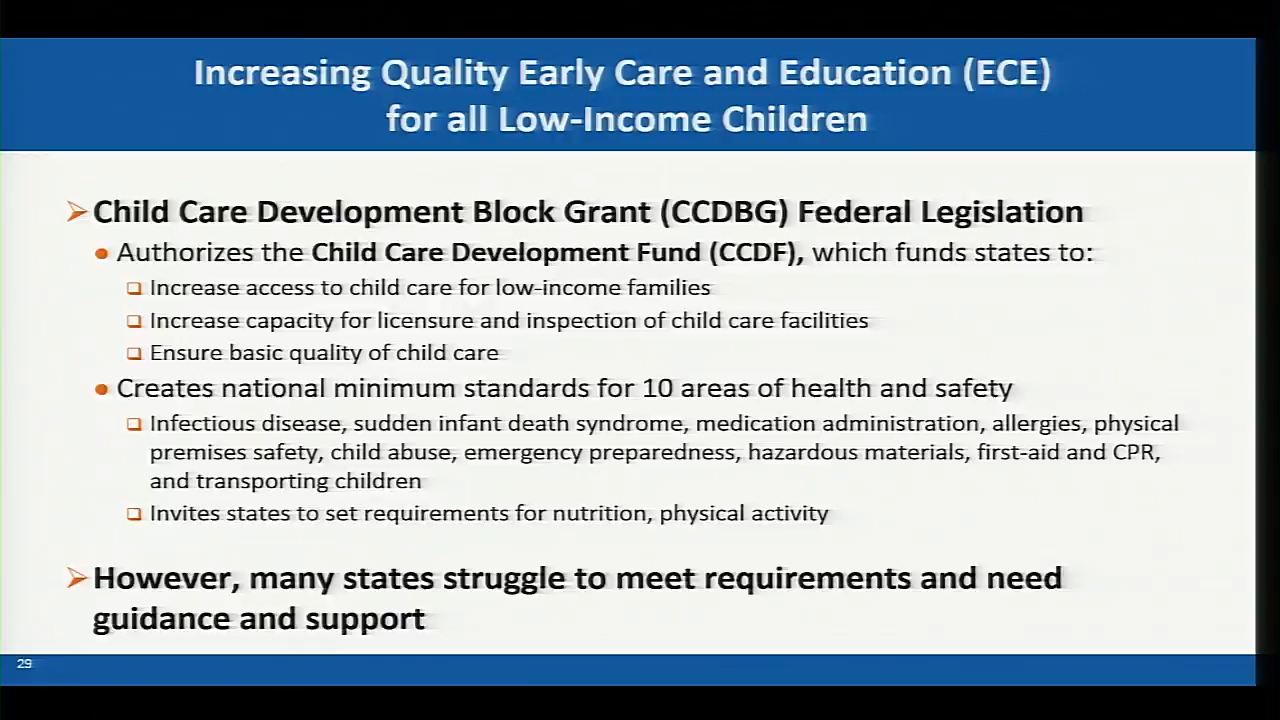 Increasing Quality Early Care and Education (ECE)
for all Low-Income Children
Child Care Development Block Grant (CCDBG) Federal Legislation
Authorizes the Child Care Development Fund (CCDF), which funds states to:
Increase access to child care for low-income families
Increase capacity for licensure and inspection of child care facilities
Ensure basic quality of child care
Creates national minimum standards for 10 areas of health and safety
Infectious disease, sudden infant death syndrome, medication administration, allergies, physical
premises safety, child abuse, emergency preparedness, hazardous materials, first-aid and CPR,
and transporting children
Invites states to set requirements for nutrition, physical activity
However, many states struggle to meet requirements and need
guidance and support
29